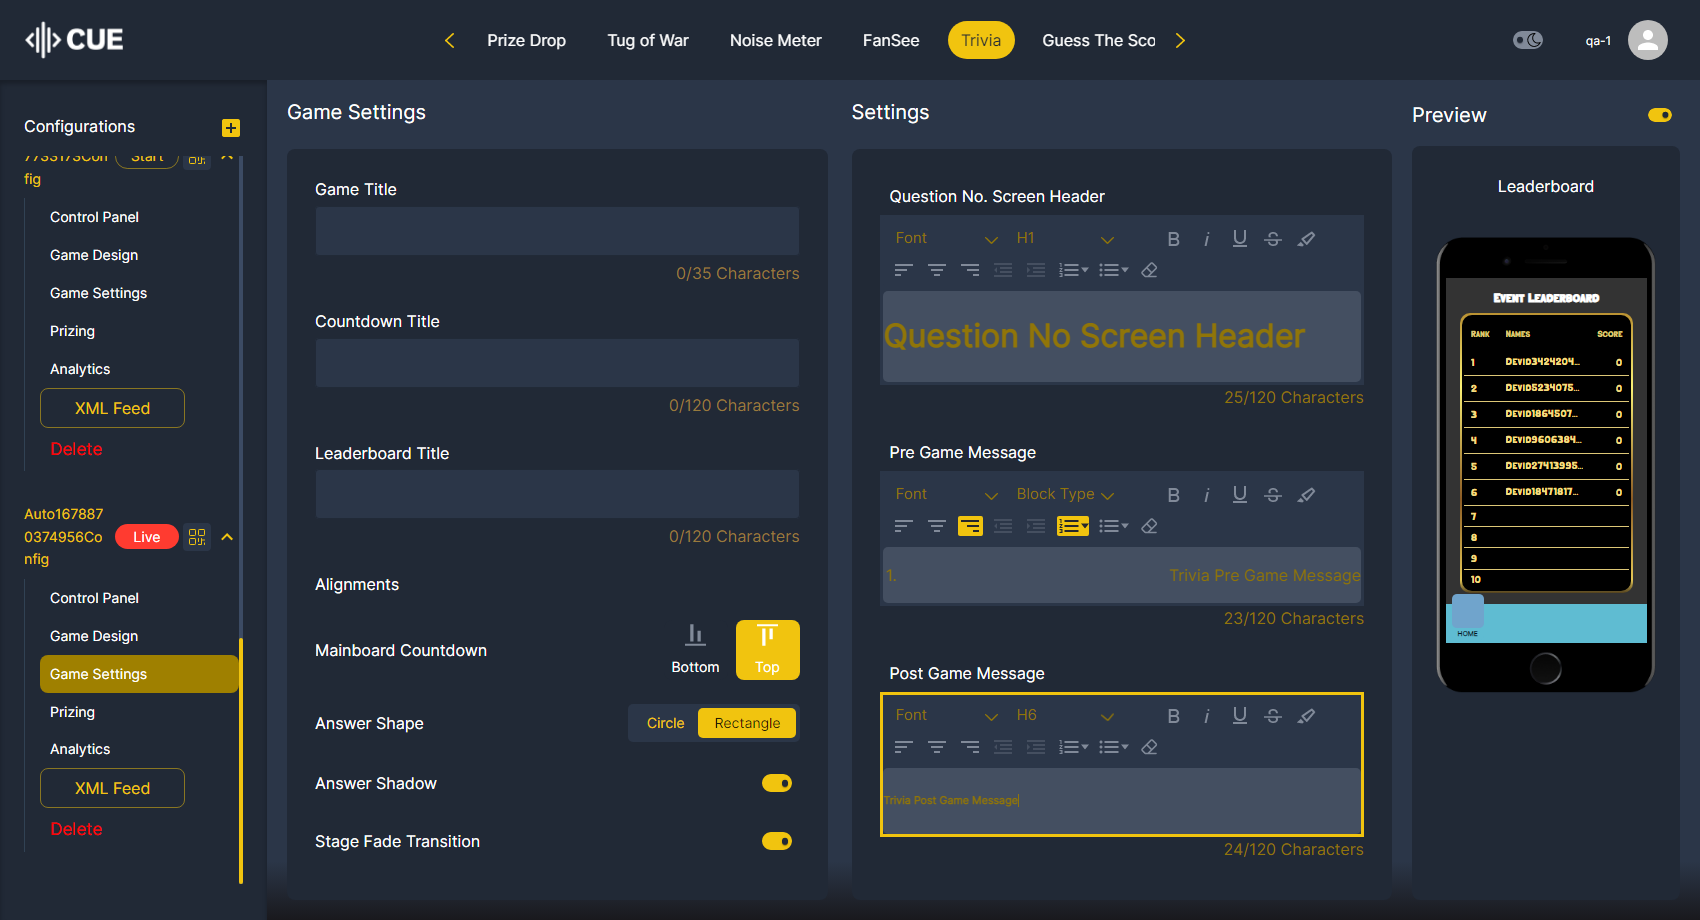 CUE
Prize Drop
Tug of War
Noise Meter
FanSee
Trivia
Guess The Sco
qa-1
Configurations
7733173Con
fig
Start
Control Panel
Game Design
Game Settings
Prizing
Analytics
XML Feed
Delete
Auto167887
0374956Co
nfig
Live
Control Panel
Game Design
Game Settings
Prizing
Analytics
XML Feed
Delete
Game Settings
Game Title
0/35 Characters
Countdown Title
0/120 Characters
Leaderboard Title
0/120 Characters
Alignments
Mainboard Countdown
Bottom
Top
Answer Shape
Circle
Rectangle
Answer Shadow
Stage Fade Transition
Settings
Question No. Screen Header
Font
H1
B i U S
Question No Screen Header
25/120 Characters
Pre Game Message
Font
Block Type
B i U S
1. Trivia Pre Game Message
23/120 Characters
Post Game Message
Font
H6
B i U S
Trivia Post Game Message
24/120 Characters
Preview
Leaderboard
Event Leaderboard
Rank Names Score
1 DevID3424204... 0
2 DevID5234075... 0
3 DevID1864507... 0
4 DevID9606384... 0
5 DevID27413995... 0
6 DevID18471817... 0
7
8
9
10
HOME